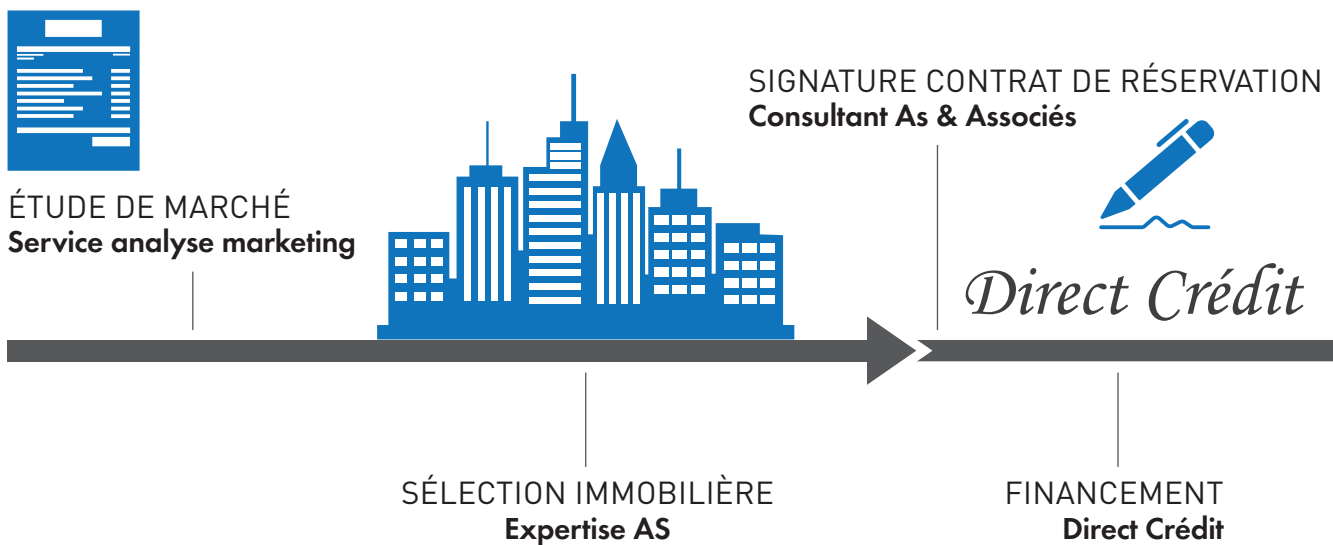 ÉTUDE DE MARCHÉ
Service analyse marketing
SÉLECTION IMMOBILIÈRE
Expertise AS
SIGNATURE CONTRAT DE RÉSERVATION
Consultant As & Associés
Direct Crédit
FINANCEMENT
Direct Crédit